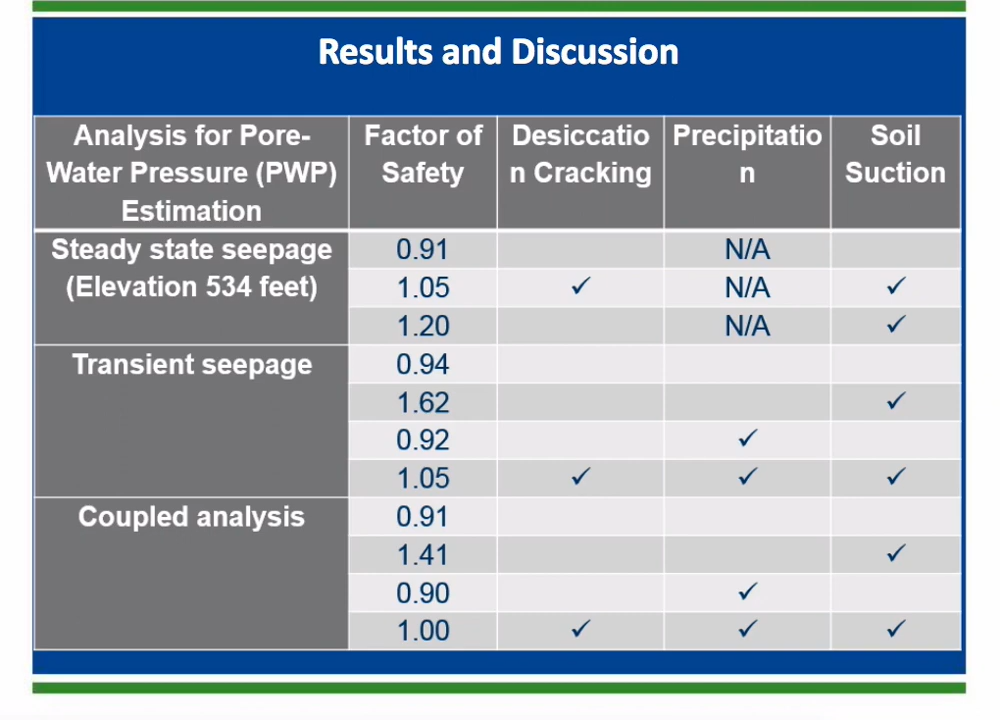 Results and Discussion
Analysis for Pore- Factor of Desiccatio Precipitatio Soil
Water Pressure (PWP) Safety n Cracking n Suction
Estimation
Steady state seepage 0.91 N/A
(Elevation 534 feet) 1.05 ✓ N/A ✓
1.20 N/A ✓
Transient seepage 0.94
1.62 ✓
0.92 ✓
1.05 ✓ ✓ ✓
Coupled analysis 0.91
1.41 ✓
0.90 ✓
1.00 ✓ ✓ ✓